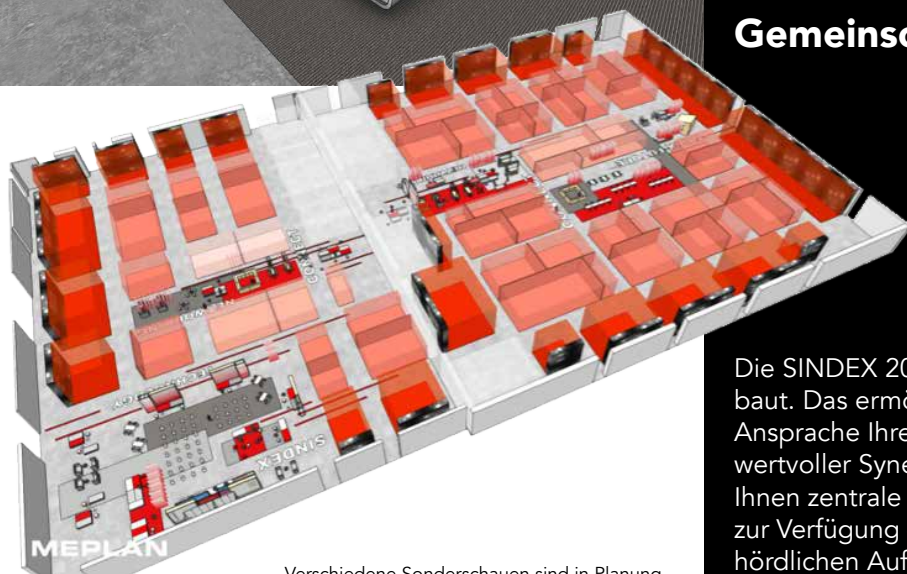 Gemeinsc
Die SINDEX 20
baut. Das ermö
Ansprache Ihre
wertvoller Syne
Ihnen zentrale
zur Verfügung
hördlichen Auf
SINDEX
MEPLAN
Verschiedene Sonderschauen sind in Planung